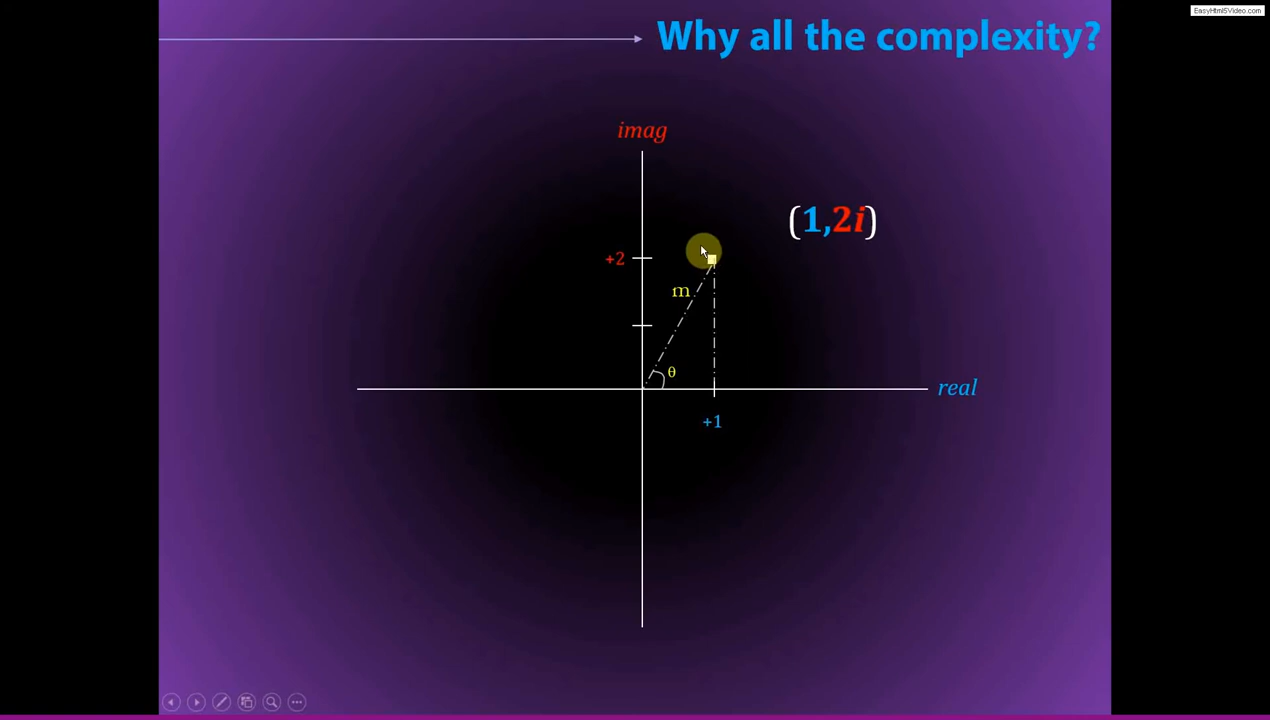 EasyHtml5Video.com
Why all the complexity?
imag
(1,2i)
+2
m
θ
real
+1